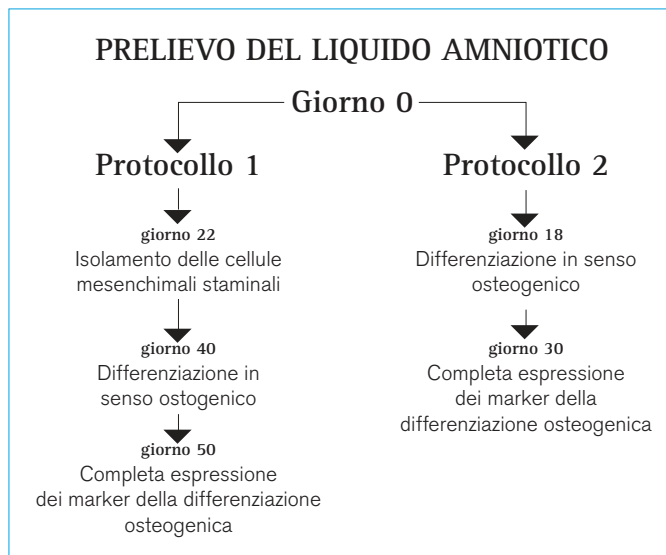 PRELIEVO DEL LIQUIDO AMNIOTICO
Giorno 0
Protocollo 1
giorno 22
Isolamento delle cellule
mesenchimali staminali
giorno 40
Differenziazione in
senso ostogenico
giorno 50
Completa espressione
dei marker della differenziazione
osteogenica
Protocollo 2
giorno 18
Differenziazione in senso
osteogenico
giorno 30
Completa espressione
dei marker della
differenziazione osteogenica